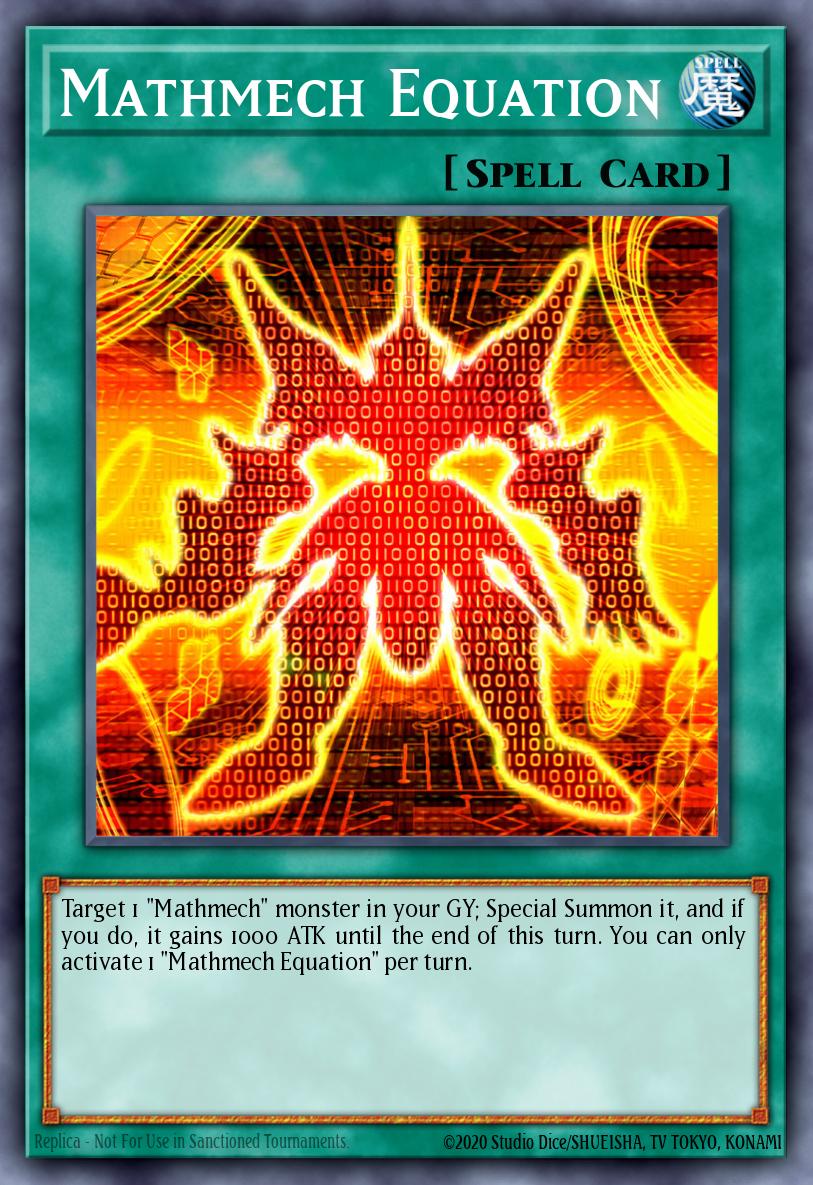 Mathmech Equation
SPELL
魔
[ Spell Card ]
Target 1 "Mathmech" monster in your GY; Special Summon it, and if
you do, it gains 1000 ATK until the end of this turn. You can only
activate 1 "Mathmech Equation" per turn.
Replica - Not For Use in Sanctioned Tournaments.
©2020 Studio Dice/SHUEISHA, TV TOKYO, KONAMI